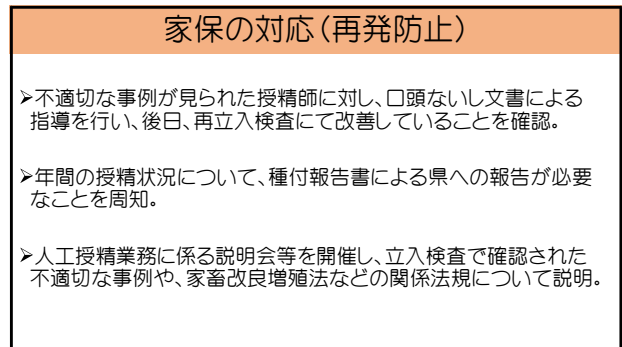 家保の対応（再発防止）
➢不適切な事例が見られた授精師に対し、口頭ないし文書による
指導を行い、後日、再立入検査にて改善していることを確認。
➢年間の授精状況について、種付報告書による県への報告が必要
なことを周知。
➢人工授精業務に係る説明会等を開催し、立入検査で確認された
不適切な事例や、家畜改良増殖法などの関係法規について説明。